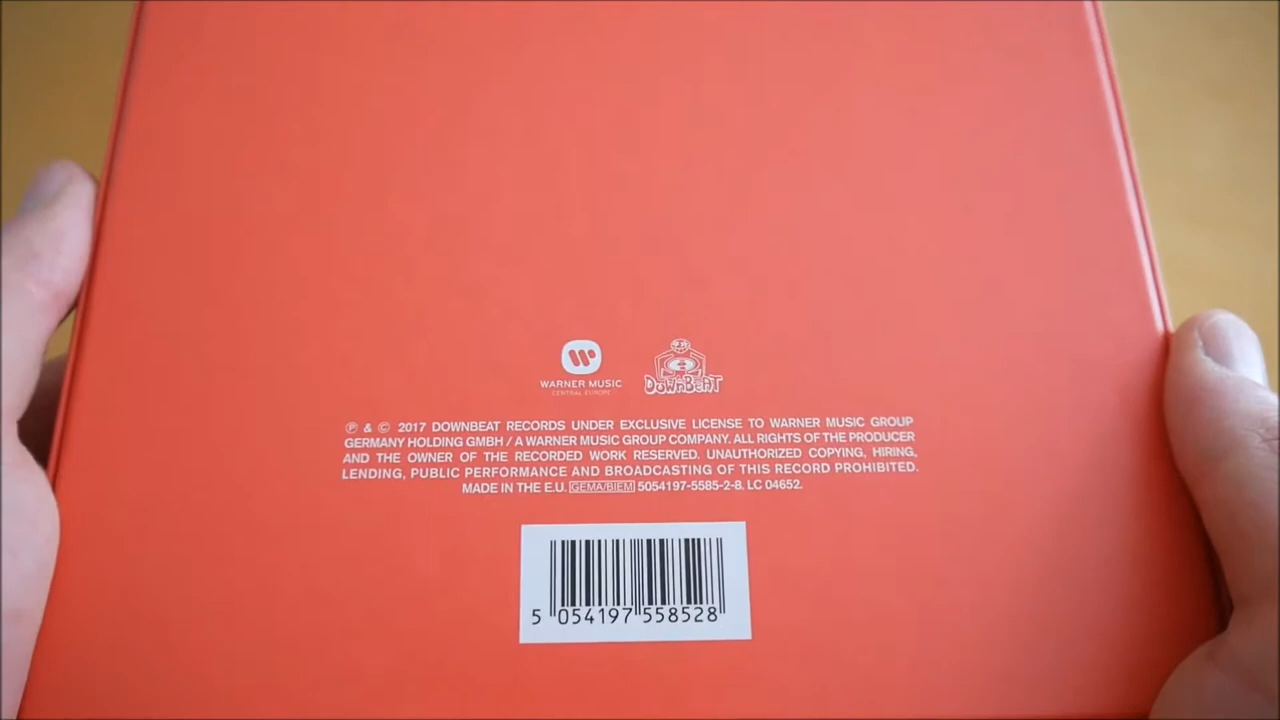 WARNER MUSIC
CENTRAL EUROPE
DOWNBEAT
℗ & © 2017 DOWNBEAT RECORDS UNDER EXCLUSIVE LICENSE TO WARNER MUSIC GROUP
GERMANY HOLDING GMBH / A WARNER MUSIC GROUP COMPANY. ALL RIGHTS OF THE PRODUCER
AND THE OWNER OF THE RECORDED WORK RESERVED. UNAUTHORIZED COPYING, HIRING,
LENDING, PUBLIC PERFORMANCE AND BROADCASTING OF THIS RECORD PROHIBITED.
MADE IN THE E.U. GEMA/BIEM 5054197-5585-2-8. LC 04652.
5 054197 558528